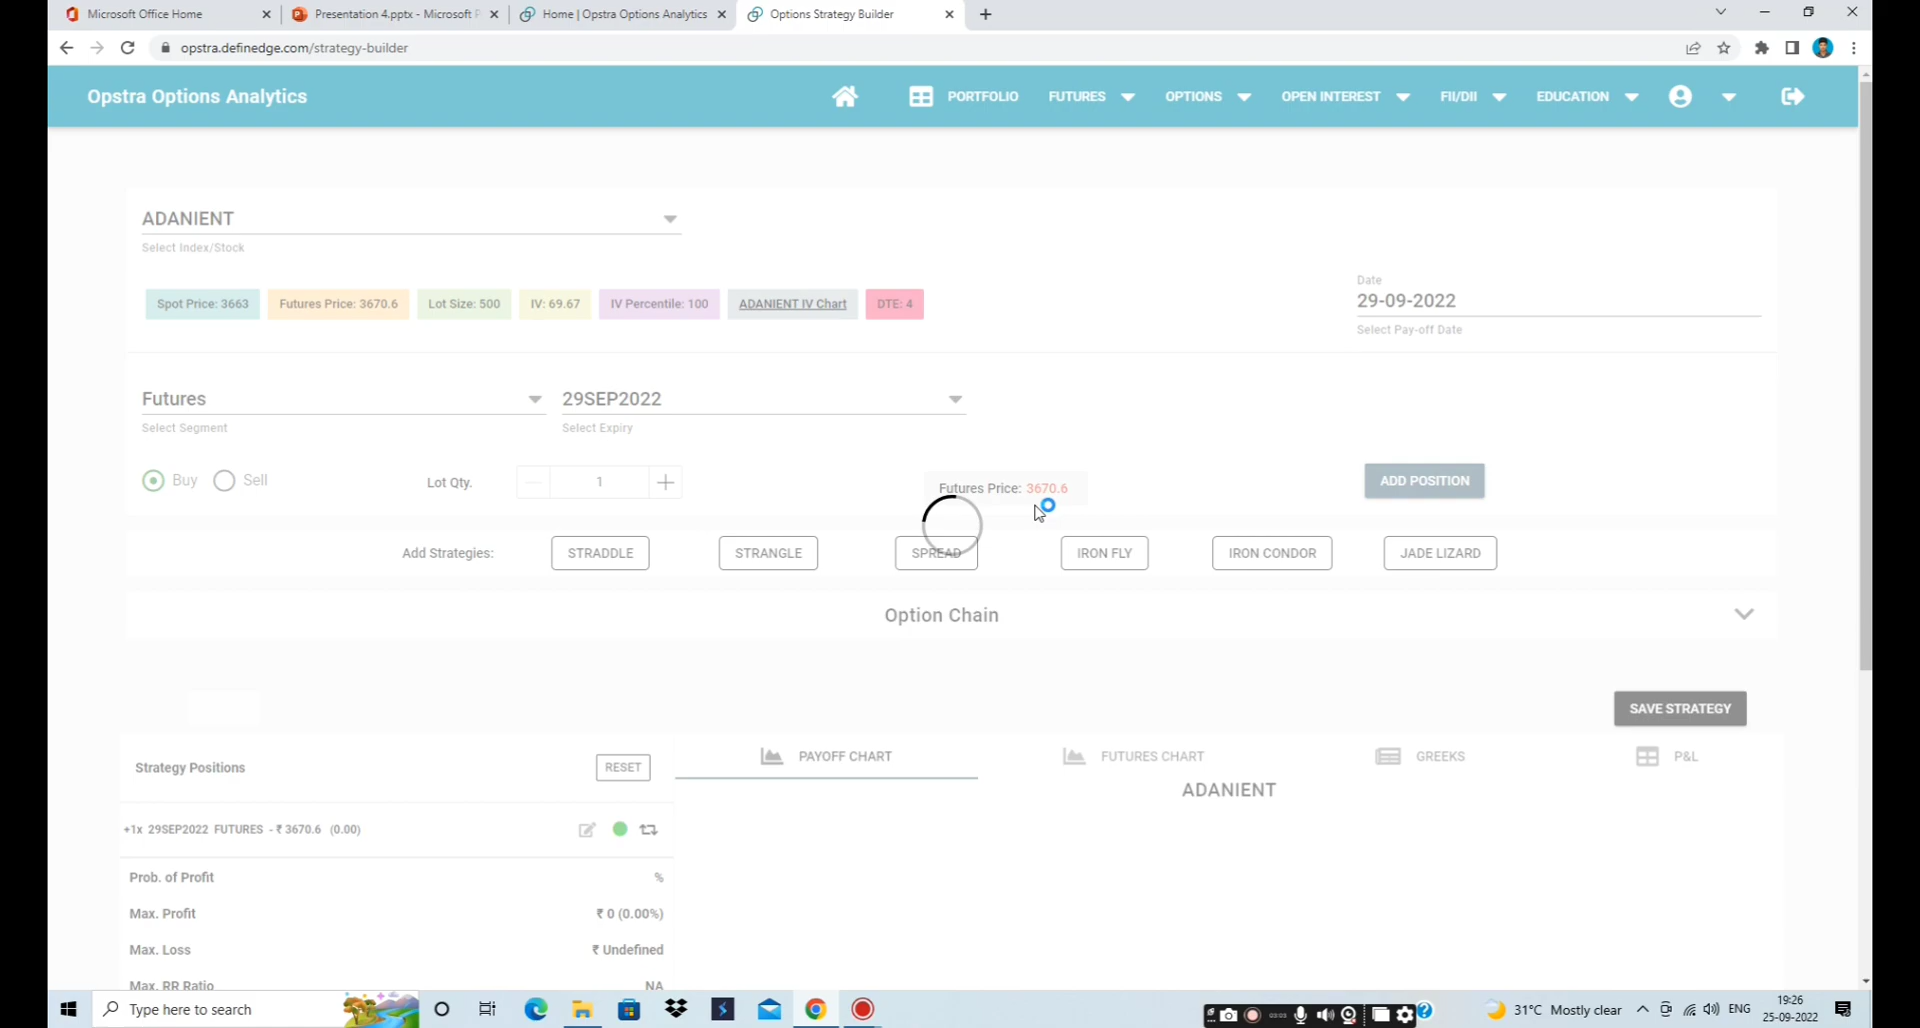 Microsoft Office Home
Presentation 4.pptx - Microsoft P
Home | Opstra Options Analytics
Options Strategy Builder
opstra.definedge.com/strategy-builder
Opstra Options Analytics
PORTFOLIO
FUTURES
OPTIONS
OPEN INTEREST
FII/DII
EDUCATION
ADANIENT
Select Index/Stock
Spot Price: 3663
Futures Price: 3670.6
Lot Size: 500
IV: 69.67
IV Percentile: 100
ADANIENT IV Chart
DTE: 4
Date
29-09-2022
Select Pay-off Date
Futures
Select Segment
29SEP2022
Select Expiry
Buy
Sell
Lot Qty.
1
Futures Price: 3670.6
ADD POSITION
Add Strategies:
STRADDLE
STRANGLE
SPREAD
IRON FLY
IRON CONDOR
JADE LIZARD
Option Chain
SAVE STRATEGY
Strategy Positions
RESET
PAYOFF CHART
FUTURES CHART
GREEKS
P&L
ADANIENT
+1x 29SEP2022 FUTURES - ₹ 3670.6 (0.00)
Prob. of Profit %
Max. Profit ₹ 0 (0.00%)
Max. Loss ₹ Undefined
Max. RR Ratio NA
Type here to search
31°C Mostly clear
ENG
19:26
25-09-2022